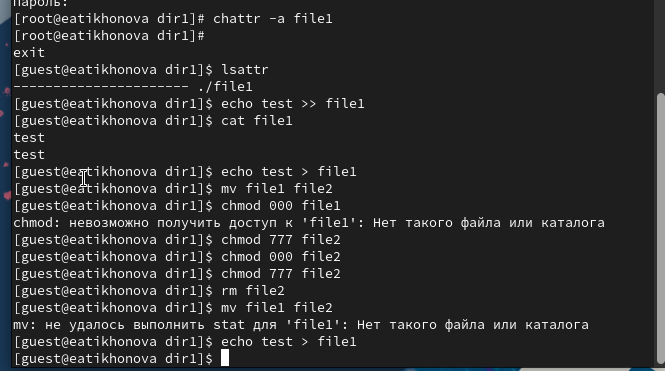 пароль:
[root@eatikhonova dir1]# chattr -a file1
[root@eatikhonova dir1]#
exit
[guest@eatikhonova dir1]$ lsattr
---------------------- ./file1
[guest@eatikhonova dir1]$ echo test >> file1
[guest@eatikhonova dir1]$ cat file1
test
test
[guest@eatikhonova dir1]$ echo test > file1
[guest@eatikhonova dir1]$ mv file1 file2
[guest@eatikhonova dir1]$ chmod 000 file1
chmod: невозможно получить доступ к 'file1': Нет такого файла или каталога
[guest@eatikhonova dir1]$ chmod 777 file2
[guest@eatikhonova dir1]$ chmod 000 file2
[guest@eatikhonova dir1]$ chmod 777 file2
[guest@eatikhonova dir1]$ rm file2
[guest@eatikhonova dir1]$ mv file1 file2
mv: не удалось выполнить stat для 'file1': Нет такого файла или каталога
[guest@eatikhonova dir1]$ echo test > file1
[guest@eatikhonova dir1]$